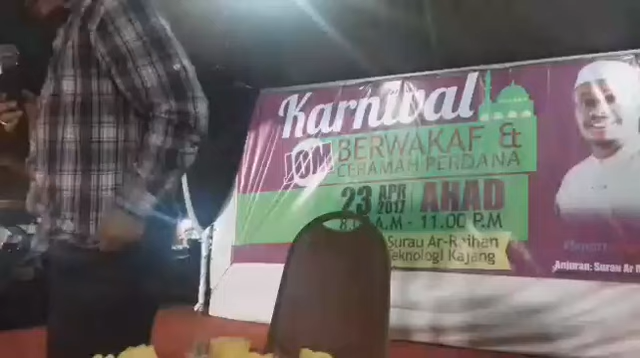 Karnival
JOM BERWAKAF &
CERAMAH PERDANA
23 APR 2017 AHAD
A.M - 11.00 P.M
Surau Ar-Raihan
Teknologi Kajang
Anjuran: Surau Ar